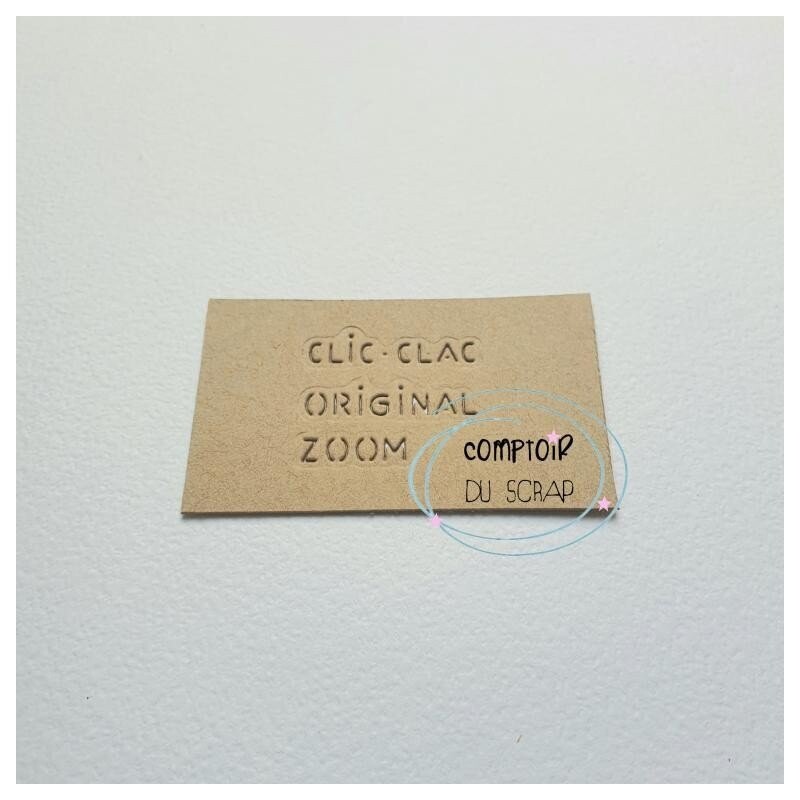 CLiC·CLAC
ORiGiNAL
ZOOM
COMPTOIR
DU SCRAP